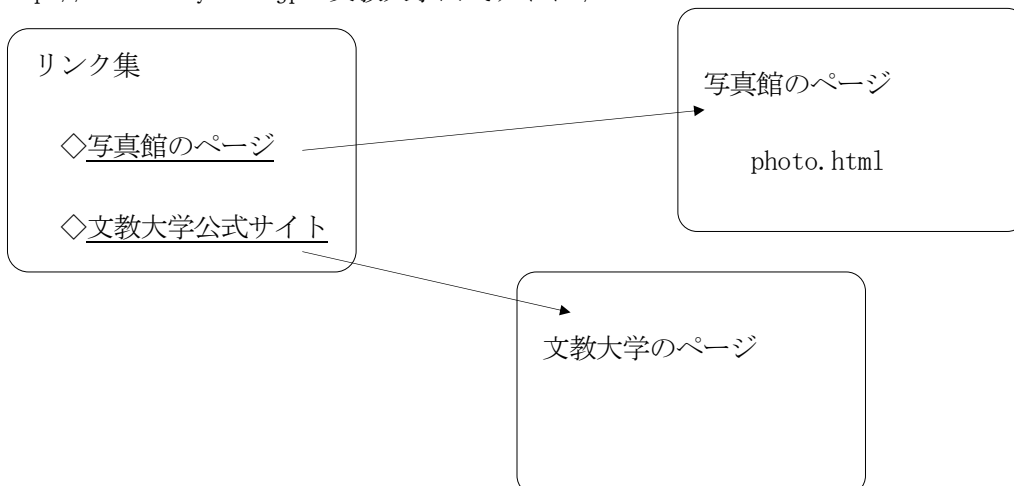 リンク集
◇写真館のページ
◇文教大学公式サイト
写真館のページ
photo.html
文教大学のページ